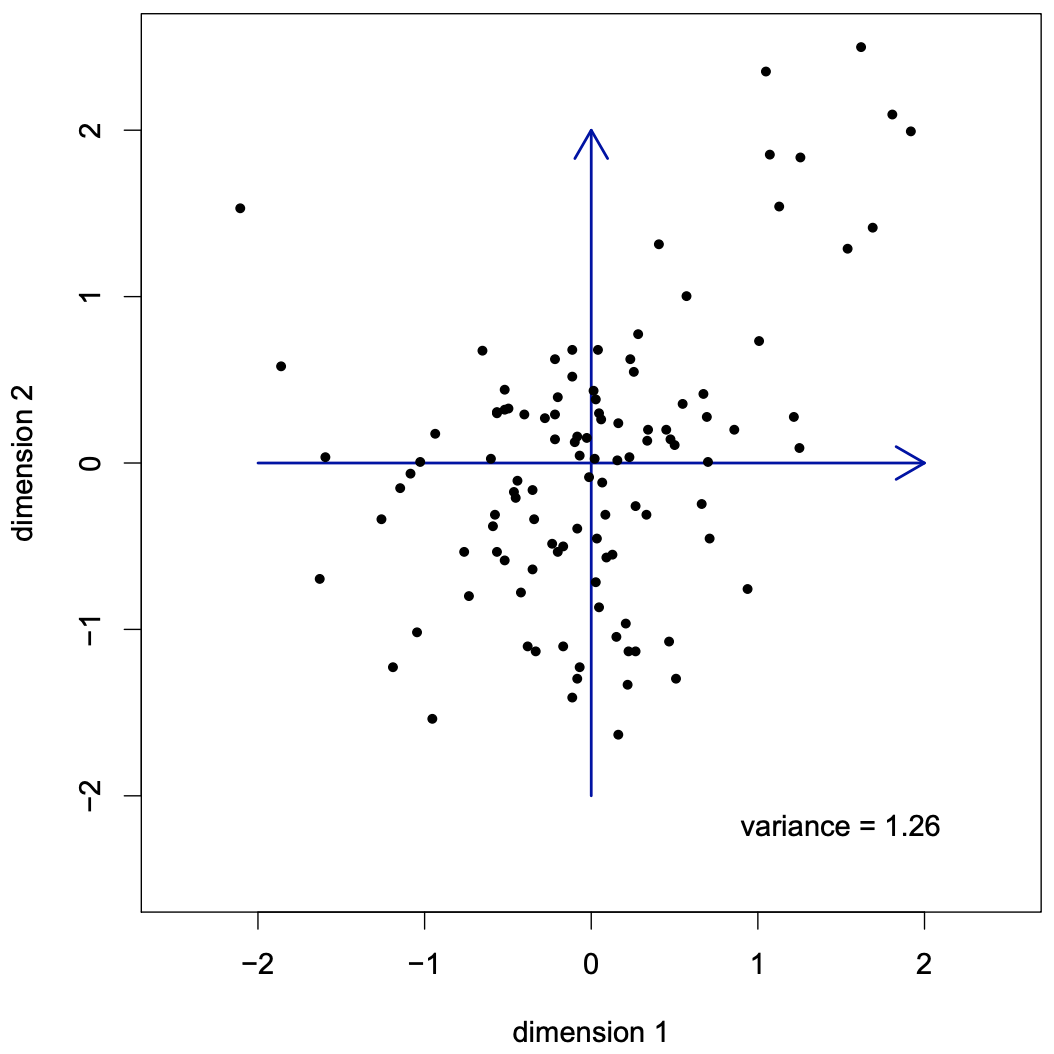 2
1
0
−1
−2
dimension 2
variance = 1.26
−2 −1 0 1 2
dimension 1